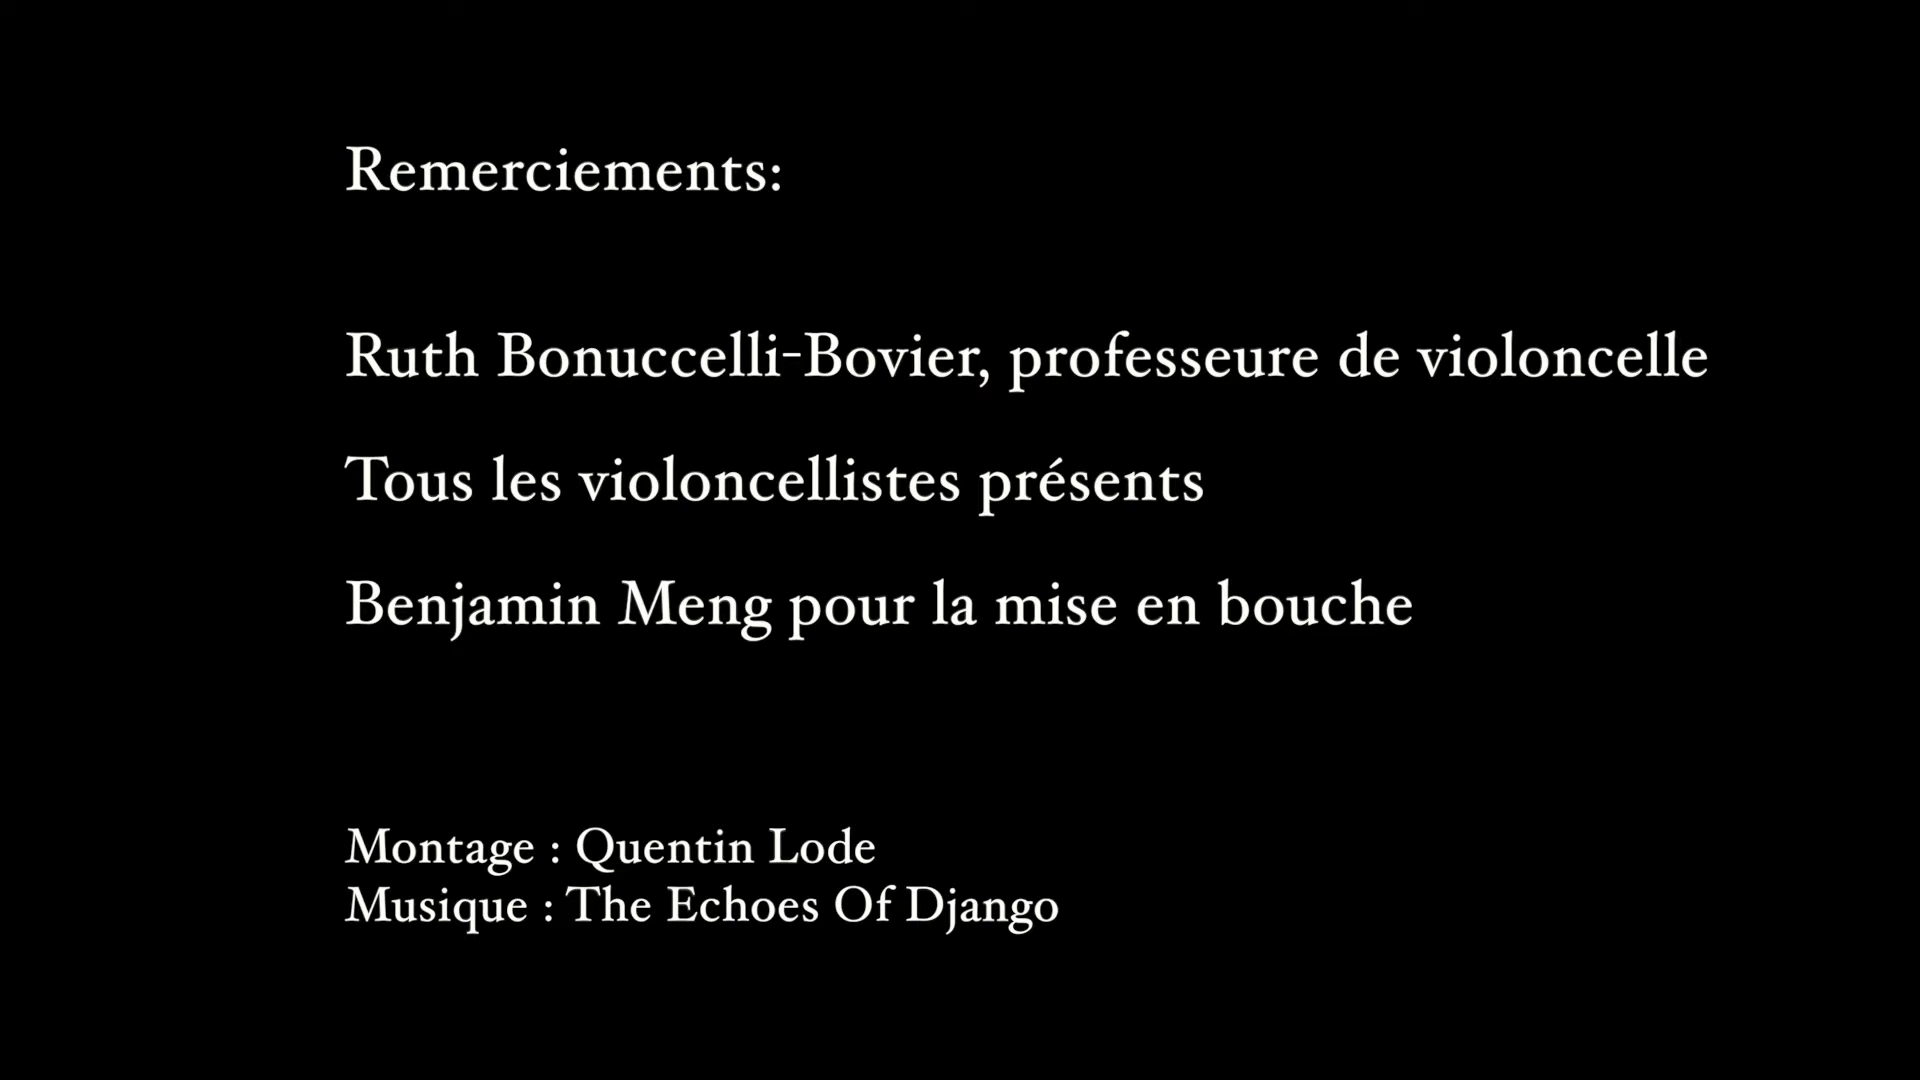 Remerciements:
Ruth Bonuccelli-Bovier, professeure de violoncelle
Tous les violoncellistes présents
Benjamin Meng pour la mise en bouche
Montage : Quentin Lode
Musique : The Echoes Of Django